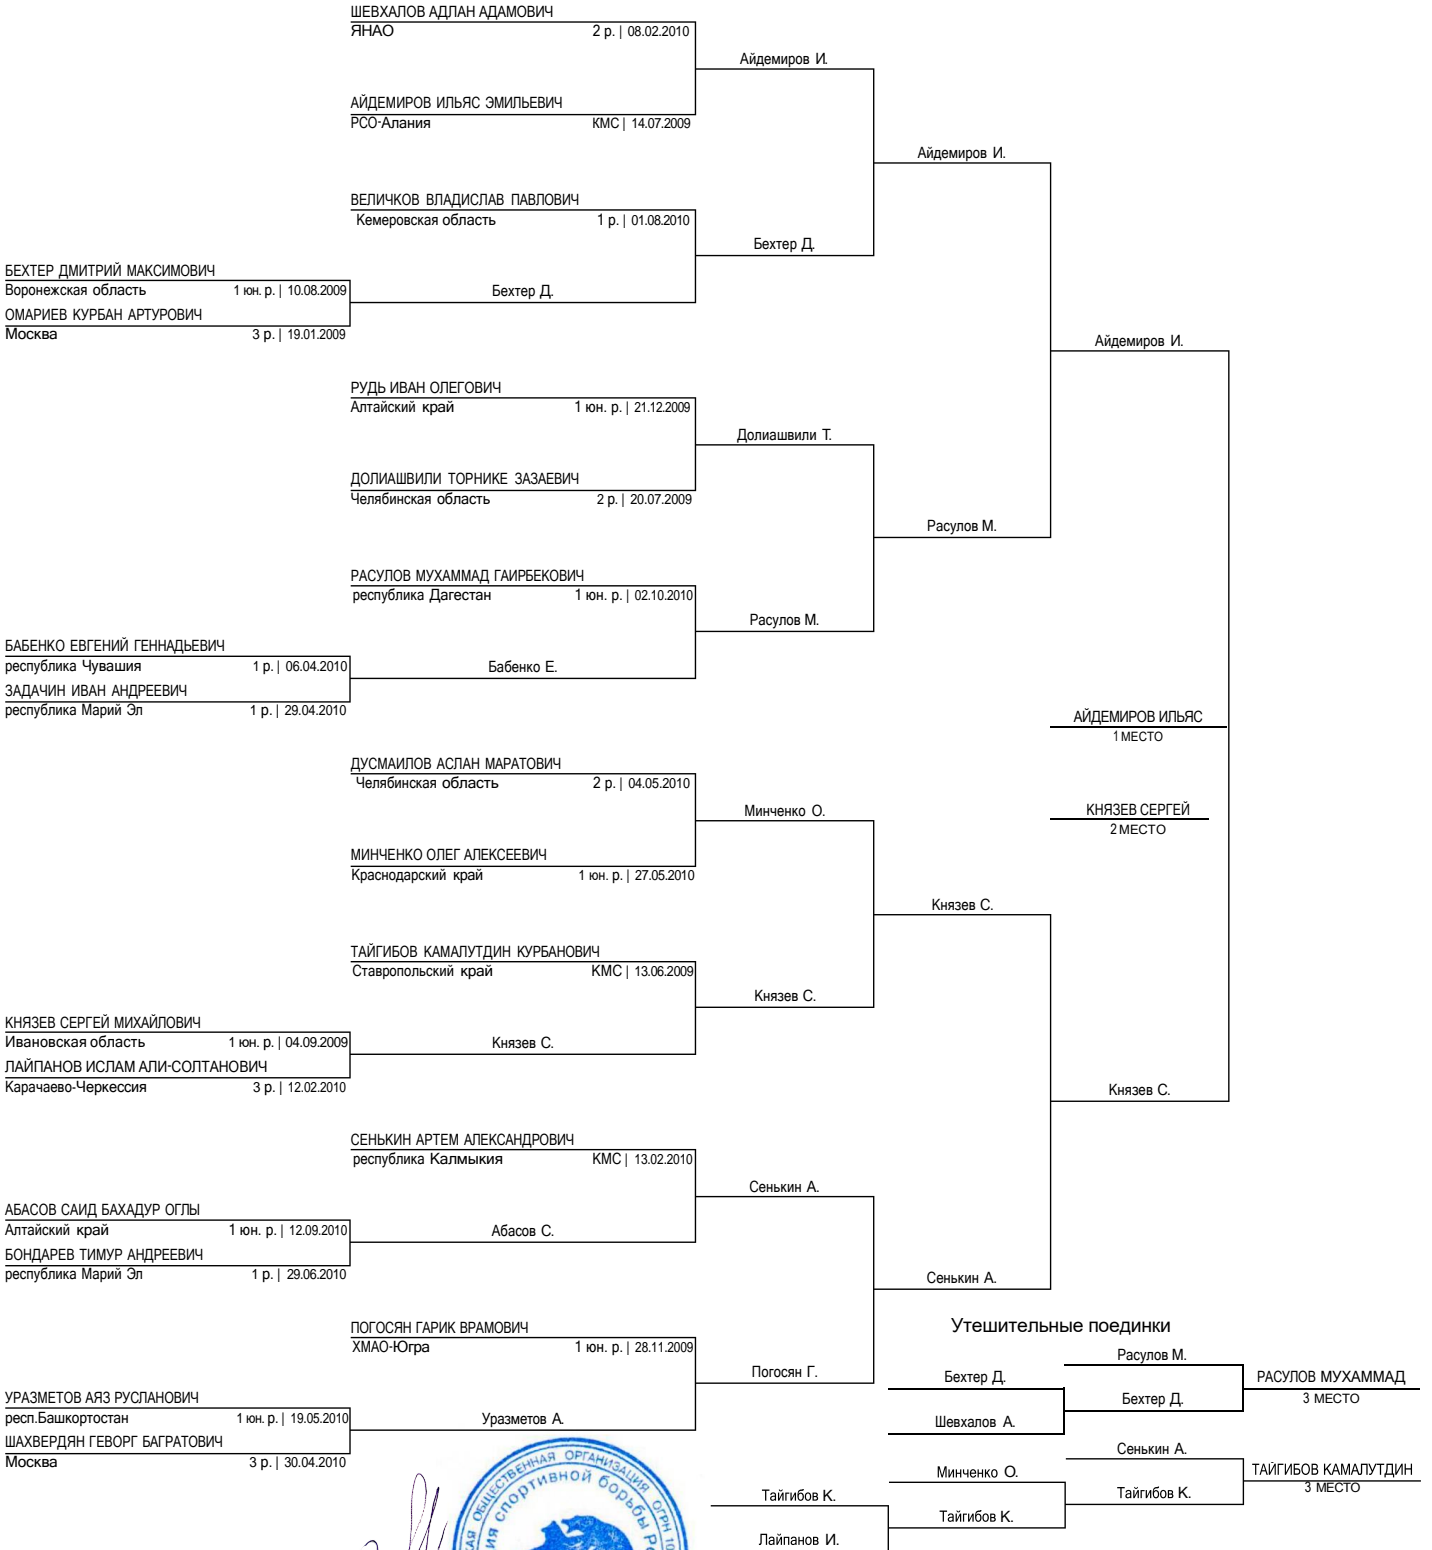 ШЕВХАЛОВ АДЛАН АДАМОВИЧ
ЯНАО 2 р. | 08.02.2010
Айдемиров И.
АЙДЕМИРОВ ИЛЬЯС ЭМИЛЬЕВИЧ
РСО-Алания КМС | 14.07.2009
Айдемиров И.
ВЕЛИЧКОВ ВЛАДИСЛАВ ПАВЛОВИЧ
Кемеровская область 1 р. | 01.08.2010
Бехтер Д.
БЕХТЕР ДМИТРИЙ МАКСИМОВИЧ
Воронежская область 1 юн. р. | 10.08.2009
Бехтер Д.
ОМАРИЕВ КУРБАН АРТУРОВИЧ
Москва 3 р. | 19.01.2009
Айдемиров И.
РУДЬ ИВАН ОЛЕГОВИЧ
Алтайский край 1 юн. р. | 21.12.2009
Долиашвили Т.
ДОЛИАШВИЛИ ТОРНИКЕ ЗАЗАЕВИЧ
Челябинская область 2 р. | 20.07.2009
Расулов М.
РАСУЛОВ МУХАММАД ГАИРБЕКОВИЧ
республика Дагестан 1 юн. р. | 02.10.2010
Расулов М.
БАБЕНКО ЕВГЕНИЙ ГЕННАДЬЕВИЧ
республика Чувашия 1 р. | 06.04.2010
Бабенко Е.
ЗАДАЧИН ИВАН АНДРЕЕВИЧ
республика Марий Эл 1 р. | 29.04.2010
АЙДЕМИРОВ ИЛЬЯС
1 МЕСТО
ДУСМАИЛОВ АСЛАН МАРАТОВИЧ
Челябинская область 2 р. | 04.05.2010
Минченко О.
КНЯЗЕВ СЕРГЕЙ
2 МЕСТО
МИНЧЕНКО ОЛЕГ АЛЕКСЕЕВИЧ
Краснодарский край 1 юн. р. | 27.05.2010
Князев С.
ТАЙГИБОВ КАМАЛУТДИН КУРБАНОВИЧ
Ставропольский край КМС | 13.06.2009
Князев С.
КНЯЗЕВ СЕРГЕЙ МИХАЙЛОВИЧ
Ивановская область 1 юн. р. | 04.09.2009
Князев С.
ЛАЙПАНОВ ИСЛАМ АЛИ-СОЛТАНОВИЧ
Карачаево-Черкессия 3 р. | 12.02.2010
Князев С.
СЕНЬКИН АРТЕМ АЛЕКСАНДРОВИЧ
республика Калмыкия КМС | 13.02.2010
Сенькин А.
АБАСОВ САИД БАХАДУР ОГЛЫ
Алтайский край 1 юн. р. | 12.09.2010
Абасов С.
БОНДАРЕВ ТИМУР АНДРЕЕВИЧ
республика Марий Эл 1 р. | 29.06.2010
Сенькин А.
ПОГОСЯН ГАРИК ВРАМОВИЧ
ХМАО-Югра 1 юн. р. | 28.11.2009
Погосян Г.
УРАЗМЕТОВ АЯЗ РУСЛАНОВИЧ
респ.Башкортостан 1 юн. р. | 19.05.2010
Уразметов А.
ШАХВЕРДЯН ГЕВОРГ БАГРАТОВИЧ
Москва 3 р. | 30.04.2010
Утешительные поединки
Расулов М.
Бехтер Д.
РАСУЛОВ МУХАММАД
3 МЕСТО
Бехтер Д.
Шевхалов А.
Сенькин А.
Минченко О.
ТАЙГИБОВ КАМАЛУТДИН
3 МЕСТО
Тайгибов К.
Тайгибов К.
Тайгибов К.
Лайпанов И.
ОБЩЕСТВЕННАЯ ОРГАНИЗАЦИЯ ОГРН
спортивной борьбы